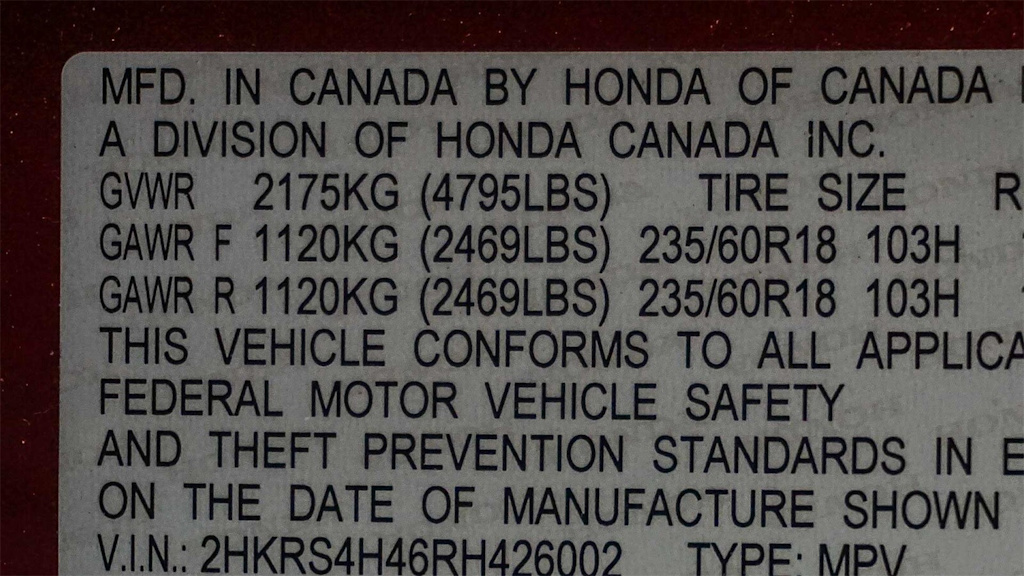 MFD. IN CANADA BY HONDA OF CANADA
A DIVISION OF HONDA CANADA INC.
GVWR 2175KG (4795LBS) TIRE SIZE R
GAWR F 1120KG (2469LBS) 235/60R18 103H
GAWR R 1120KG (2469LBS) 235/60R18 103H
THIS VEHICLE CONFORMS TO ALL APPLICA
FEDERAL MOTOR VEHICLE SAFETY
AND THEFT PREVENTION STANDARDS IN E
ON THE DATE OF MANUFACTURE SHOWN
V.I.N.: 2HKRS4H46RH426002 TYPE: MPV